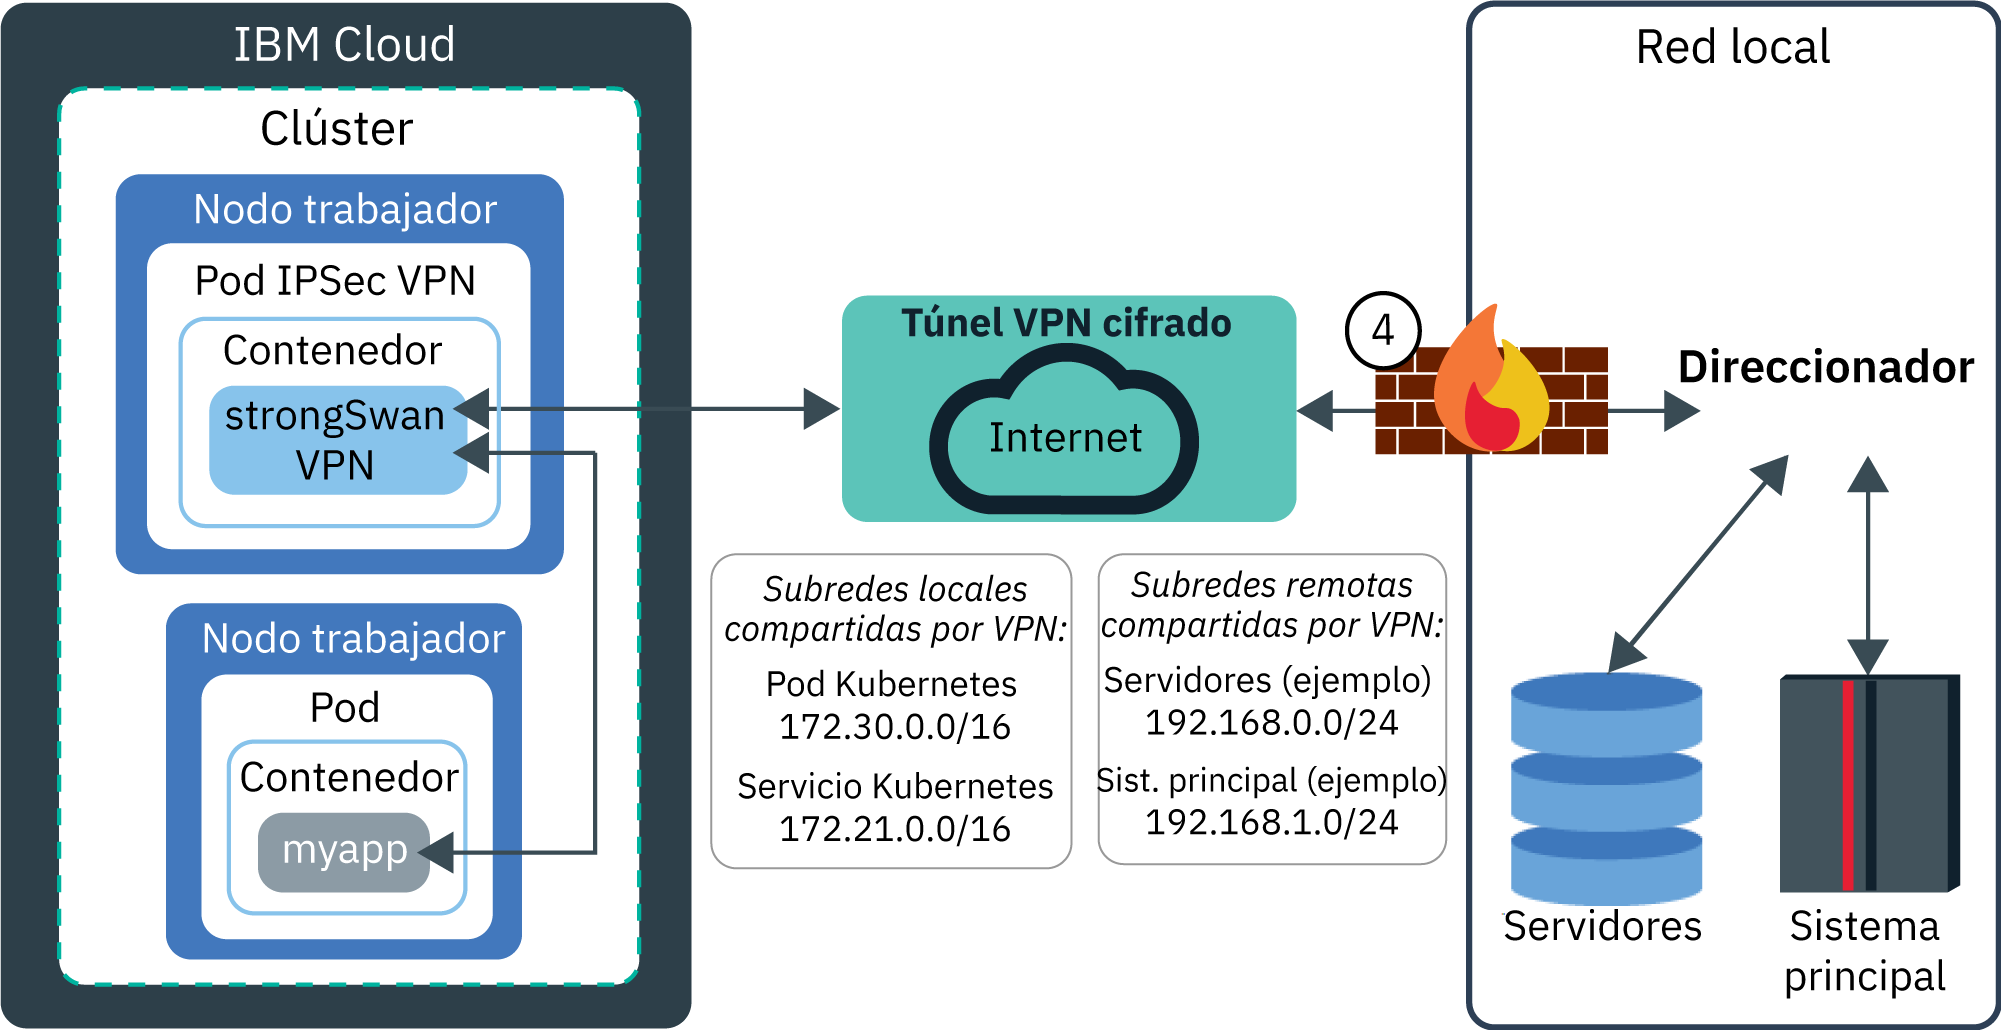 IBM Cloud
Clúster
Nodo trabajador
Pod IPSec VPN
Contenedor
strongSwan
VPN
Nodo trabajador
Pod
Contenedor
myapp
Túnel VPN cifrado
Internet
4
Subredes locales
compartidas por VPN:
Pod Kubernetes
172.30.0.0/16
Servicio Kubernetes
172.21.0.0/16
Subredes remotas
compartidas por VPN:
Servidores (ejemplo)
192.168.0.0/24
Sist. principal (ejemplo)
192.168.1.0/24
Red local
Direccionador
Servidores
Sistema
principal